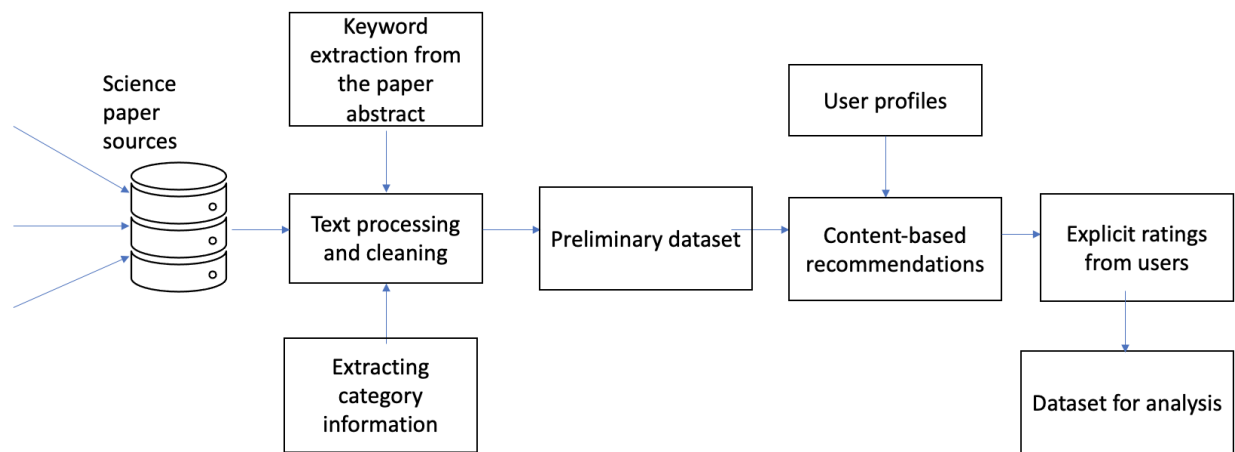 Keyword
extraction from
the paper
abstract
Science
paper
sources
User profiles
Text processing
and cleaning
Preliminary dataset
Content-based
recommendations
Explicit ratings
from users
Extracting
category
information
Dataset for analysis